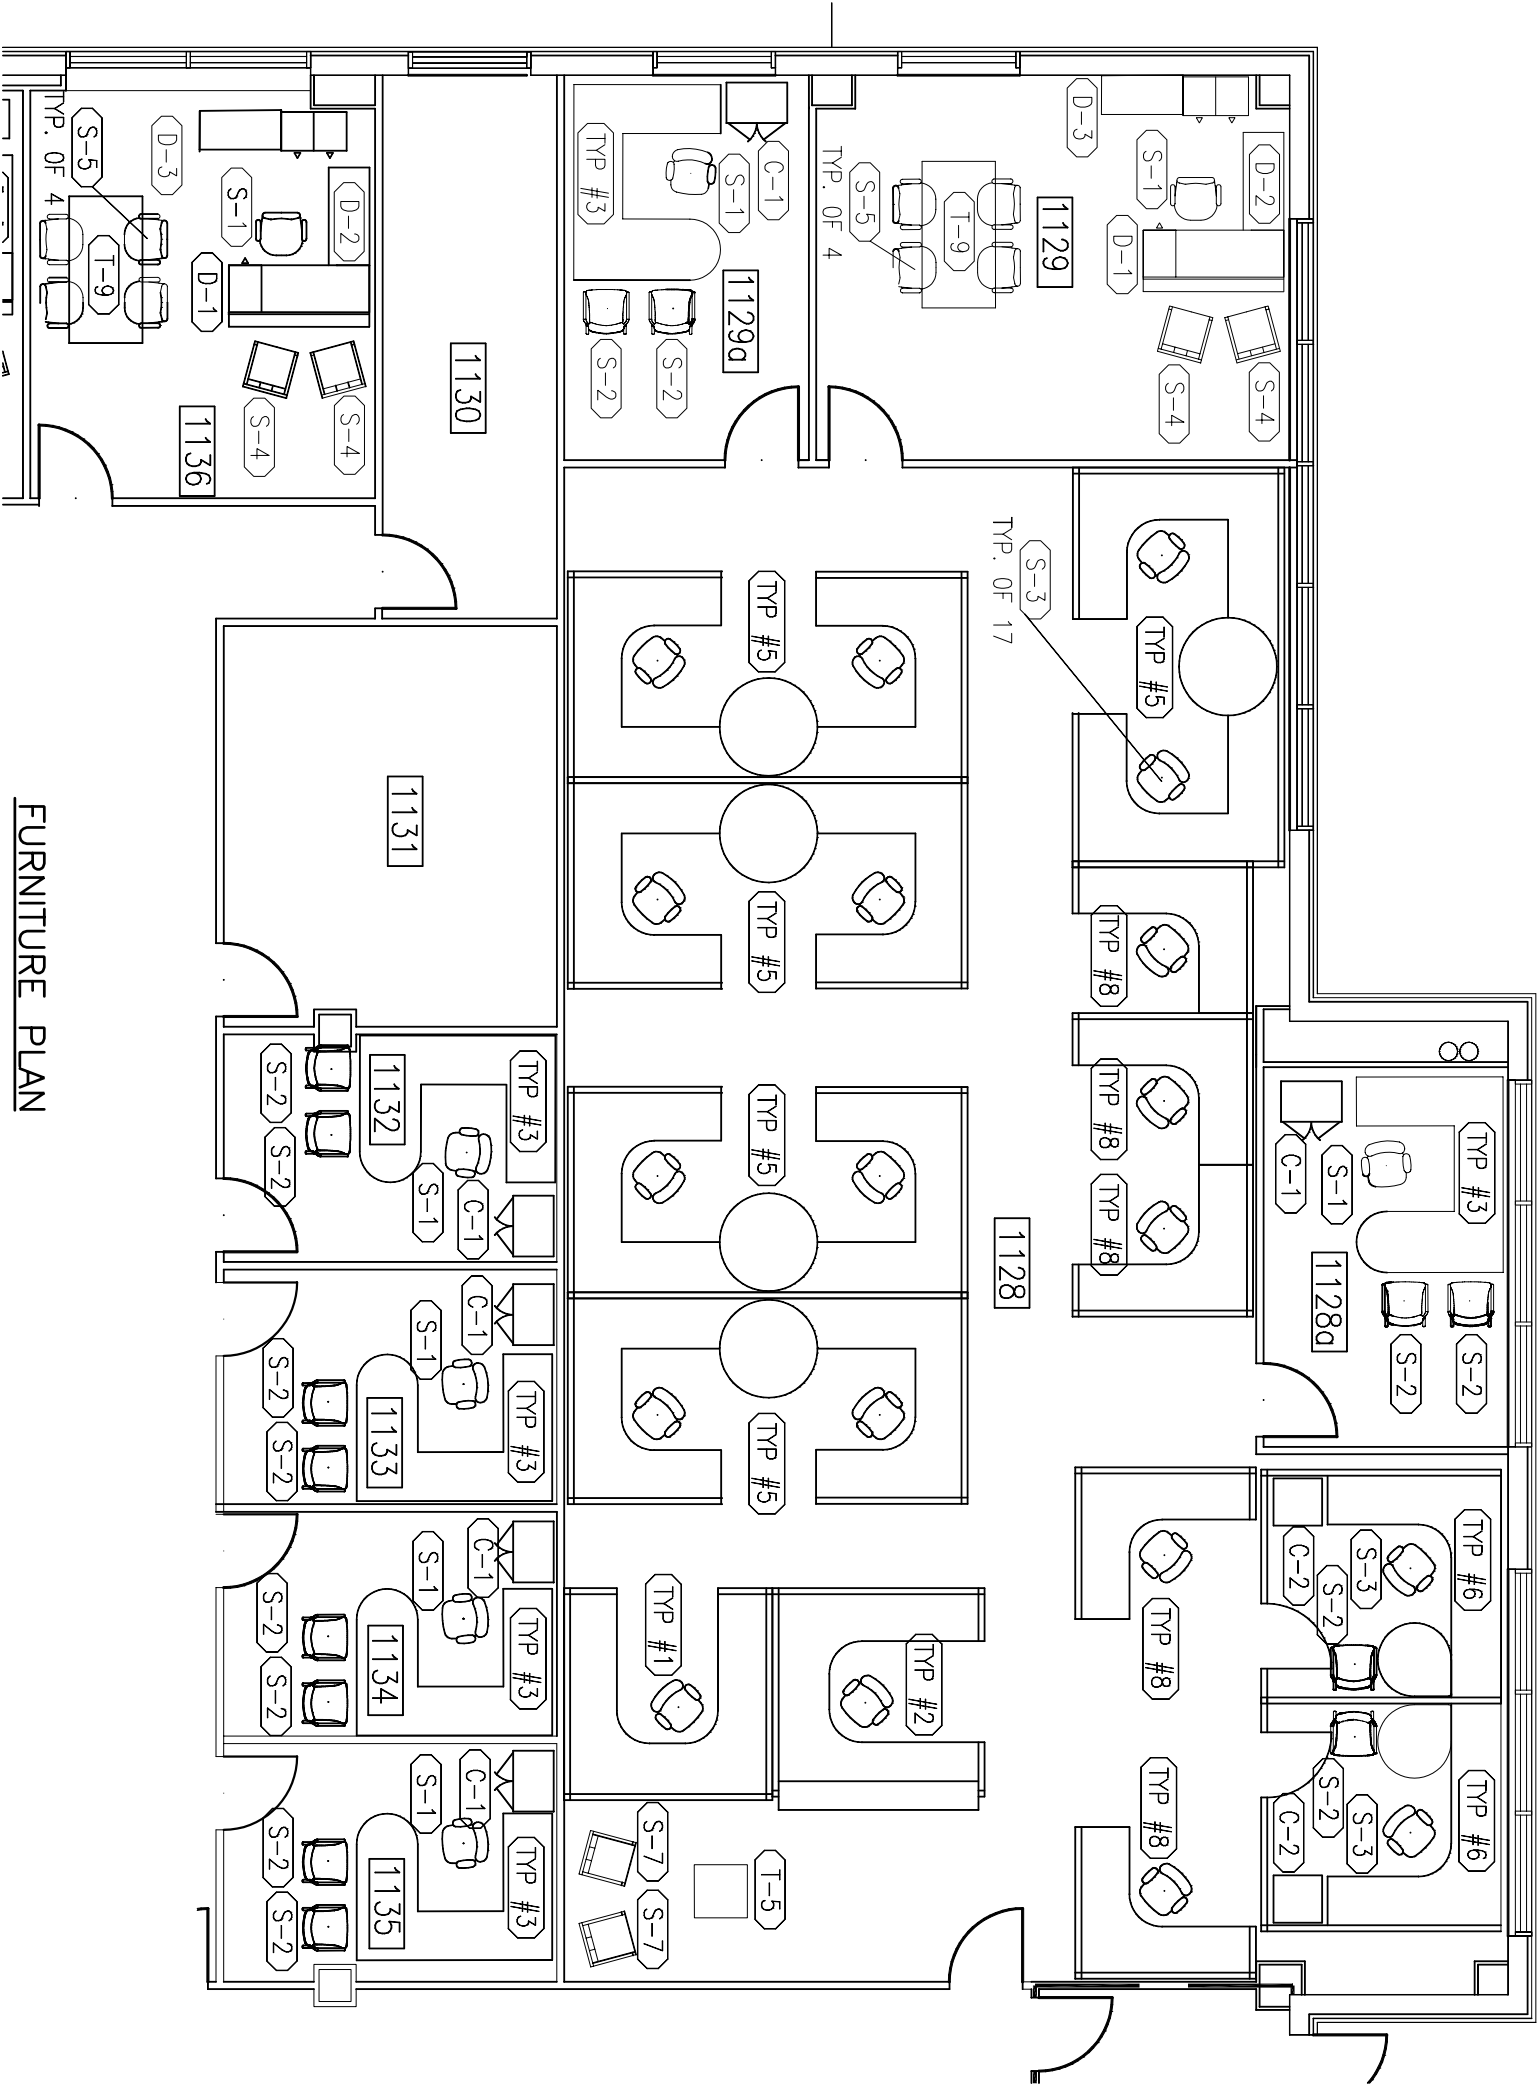 TYP #3
S-2
TYP #6
TYP #6
S-2
S-3
S-3
S-1
1128a
S-2
S-2
C-1
C-2
C-2
D-2
S-4
S-1
S-4
TYP #5
TYP #8
TYP #8
D-1
TYP #8
TYP #8
TYP #8
D-3
1129
S-3
TYP. OF 17
1128
T-9
TYP #2
S-5
TYP. OF 4
C-1
TYP #5
TYP #5
TYP #5
TYP #5
T-5
S-1
1129a
S-2
TYP #1
S-7
S-7
TYP #3
S-2
TYP #3
TYP #3
TYP #3
TYP #3
1130
C-1
C-1
C-1
C-1
S-1
S-1
S-1
S-1
1131
1132
1133
1134
1135
D-2
S-4
S-2
S-2
S-2
S-2
S-2
S-2
S-2
S-2
S-1
S-4
D-1
1136
D-3
T-9
S-5
TYP. OF 4
FURNITURE PLAN